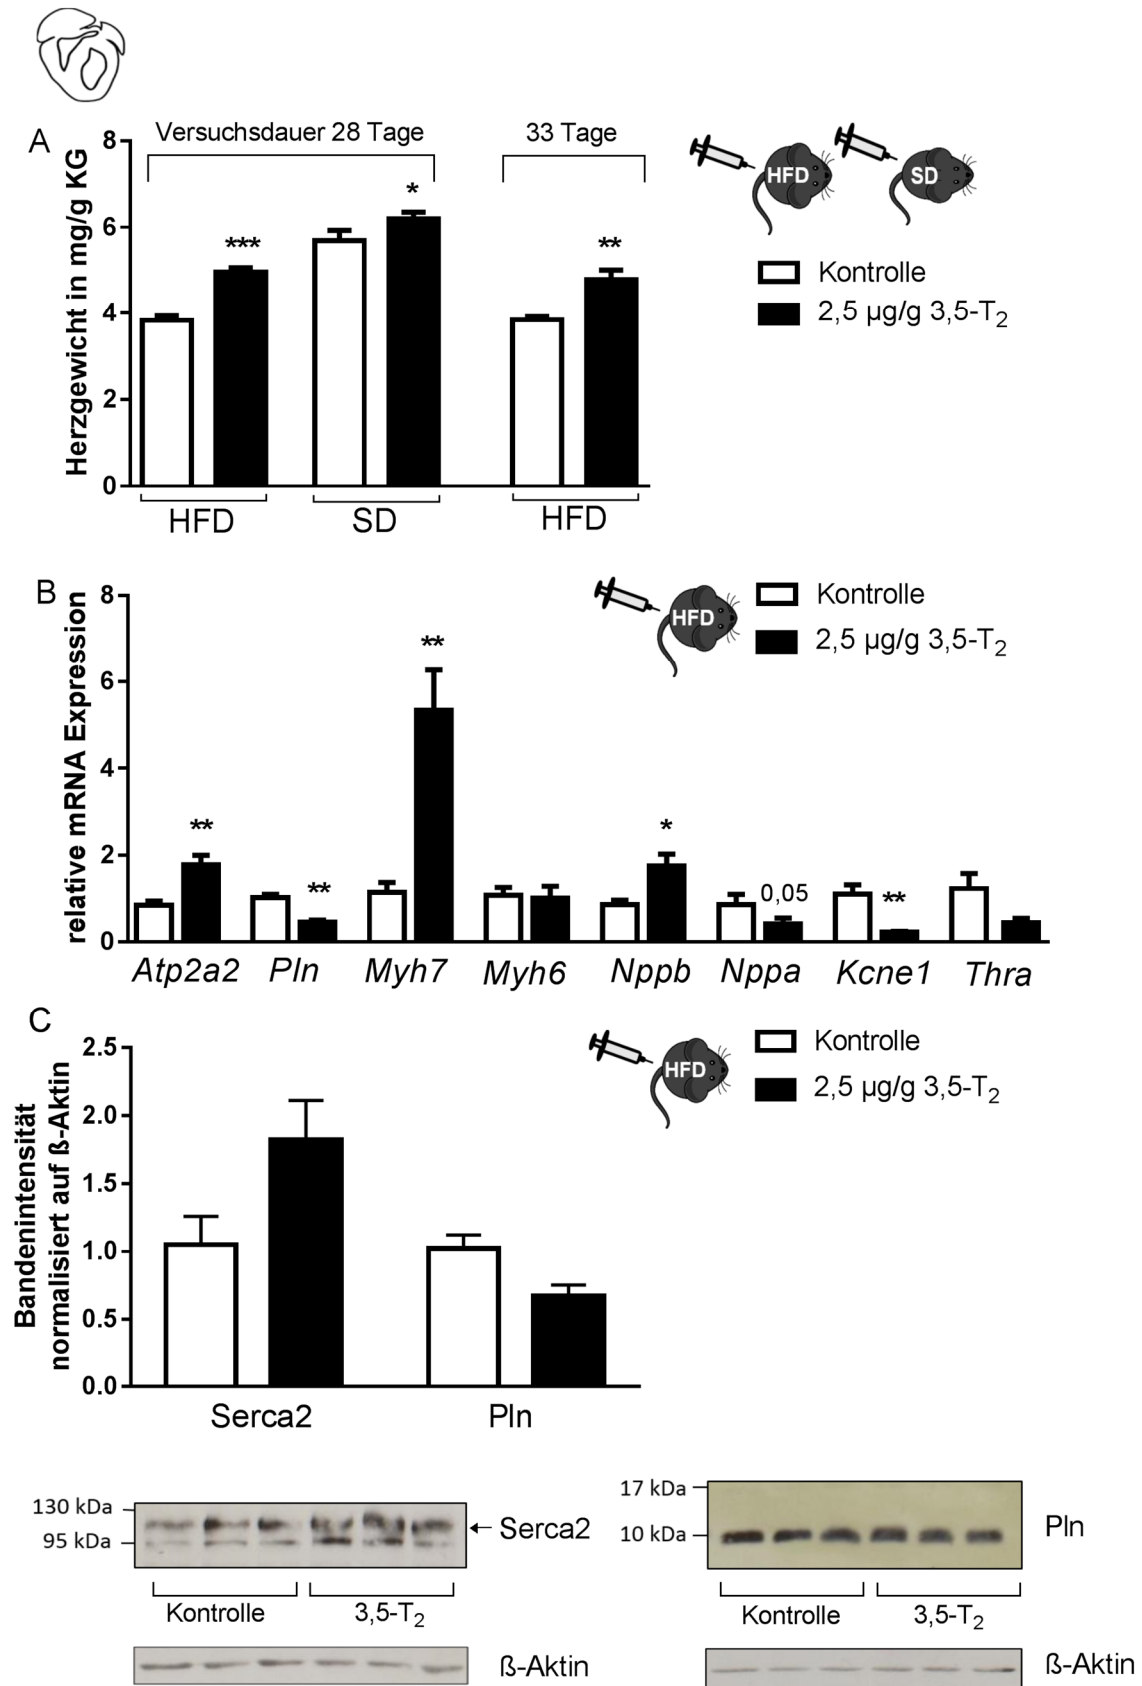 A
Versuchsdauer 28 Tage
33 Tage
Herzgewicht in mg/g KG
8
6
4
2
0
***
*
**
HFD
SD
HFD
HFD
SD
Kontrolle
2,5 µg/g 3,5-T2
B
relative mRNA Expression
8
6
4
2
0
**
**
**
*
0,05
**
Atp2a2 Pln Myh7 Myh6 Nppb Nppa Kcne1 Thra
HFD
Kontrolle
2,5 µg/g 3,5-T2
C
Bandenintensität
normalisiert auf ß-Aktin
2.5
2.0
1.5
1.0
0.5
0.0
Serca2 Pln
HFD
Kontrolle
2,5 µg/g 3,5-T2
130 kDa
95 kDa
Serca2
Kontrolle 3,5-T2
ß-Aktin
17 kDa
10 kDa
Pln
Kontrolle 3,5-T2
ß-Aktin